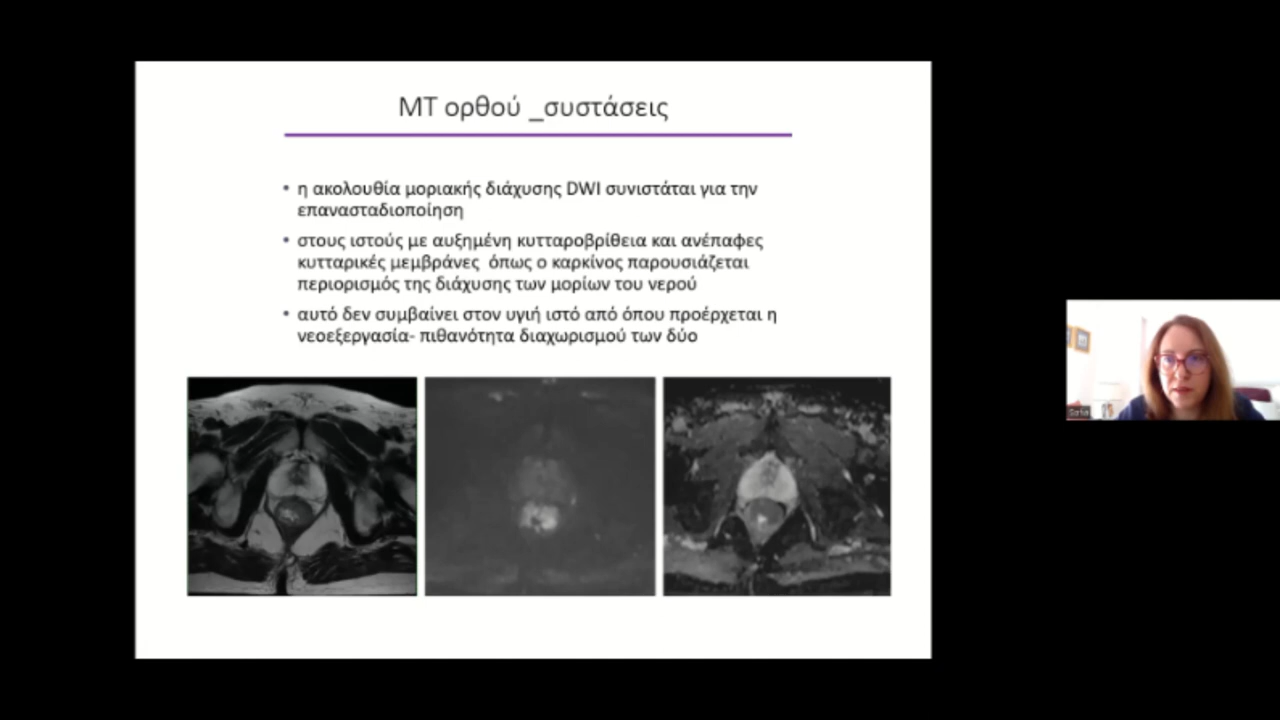 ΜΤ ορθού _συστάσεις
• η ακολουθία μοριακής διάχυσης DWI συνιστάται για την
επανασταδιοποίηση
• στους ιστούς με αυξημένη κυτταροβρίθεια και ανέπαφες
κυτταρικές μεμβράνες όπως ο καρκίνος παρουσιάζεται
περιορισμός της διάχυσης των μορίων του νερού
• αυτό δεν συμβαίνει στον υγιή ιστό από όπου προέρχεται η
νεοεξεργασία- πιθανότητα διαχωρισμού των δύο